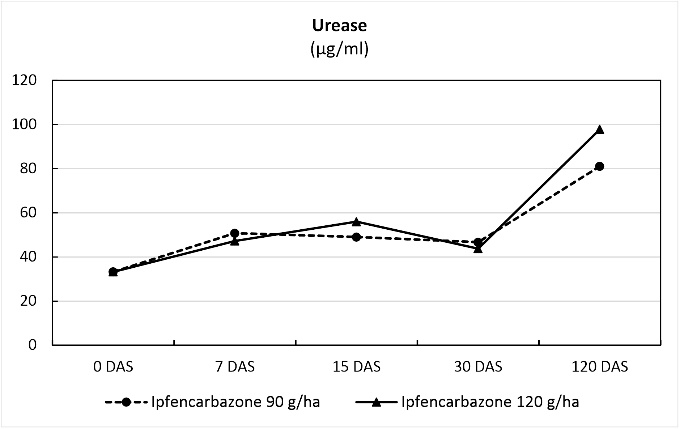 Urease
(µg/ml)
120
100
80
60
40
20
0
0 DAS 7 DAS 15 DAS 30 DAS 120 DAS
Ipfencarbazone 90 g/ha Ipfencarbazone 120 g/ha